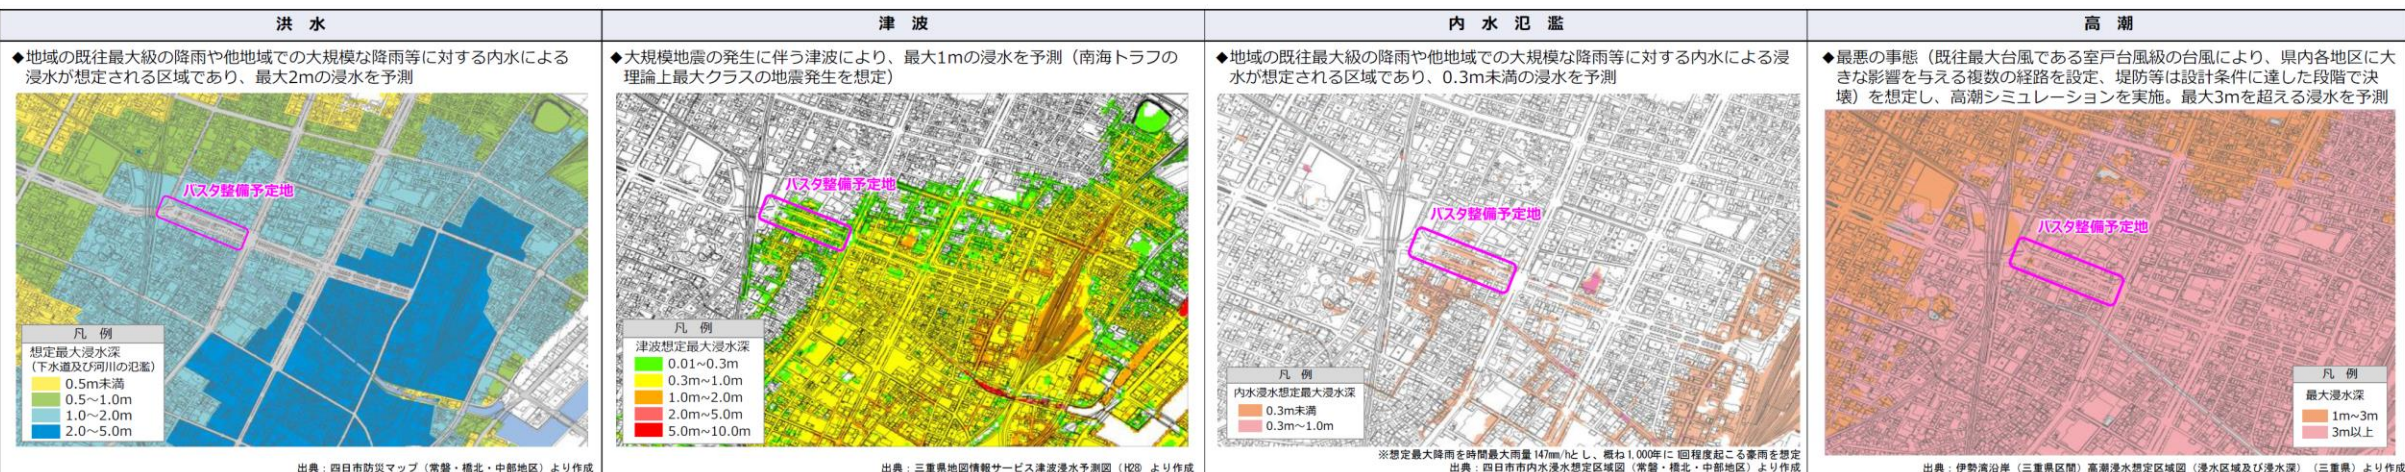 洪 水
◆地域の既往最大級の降雨や他地域での大規模な降雨等に対する内水による
浸水が想定される区域であり、最大2mの浸水を予測
バスタ整備予定地
凡 例
想定最大浸水深
(下水道及び河川の氾濫)
0.5m未満
0.5～1.0m
1.0～2.0m
2.0～5.0m
出典：四日市防災マップ（常磐・橋北・中部地区）より作成
津 波
◆大規模地震の発生に伴う津波により、最大1mの浸水を予測（南海トラフの
理論上最大クラスの地震発生を想定）
バスタ整備予定地
凡 例
津波想定最大浸水深
0.01~0.3m
0.3m~1.0m
1.0m~2.0m
2.0m~5.0m
5.0m~10.0m
出典：三重県地図情報サービス津波浸水予測図（H28）より作成
内 水 氾 濫
◆地域の既往最大級の降雨や他地域での大規模な降雨等に対する内水による浸
水が想定される区域であり、0.3m未満の浸水を予測
バスタ整備予定地
凡 例
内水浸水想定最大浸水深
0.3m未満
0.3m～1.0m
※想定最大降雨を時間最大雨量147mm/hとし、概ね1,000年に1回程度起こる豪雨を想定
出典：四日市市内水浸水想定区域図（常磐・橋北・中部地区）より作成
高 潮
◆最悪の事態（既往最大台風である室戸台風級の台風により、県内各地区に大
きな影響を与える複数の経路を設定、堤防等は設計条件に達した段階で決
壊）を想定し、高潮シミュレーションを実施。最大3mを超える浸水を予測
バスタ整備予定地
凡 例
最大浸水深
1m~3m
3m以上
出典：伊勢湾沿岸（三重県区間）高潮浸水想定区域図（浸水区域及び浸水深）（三重県）より作成